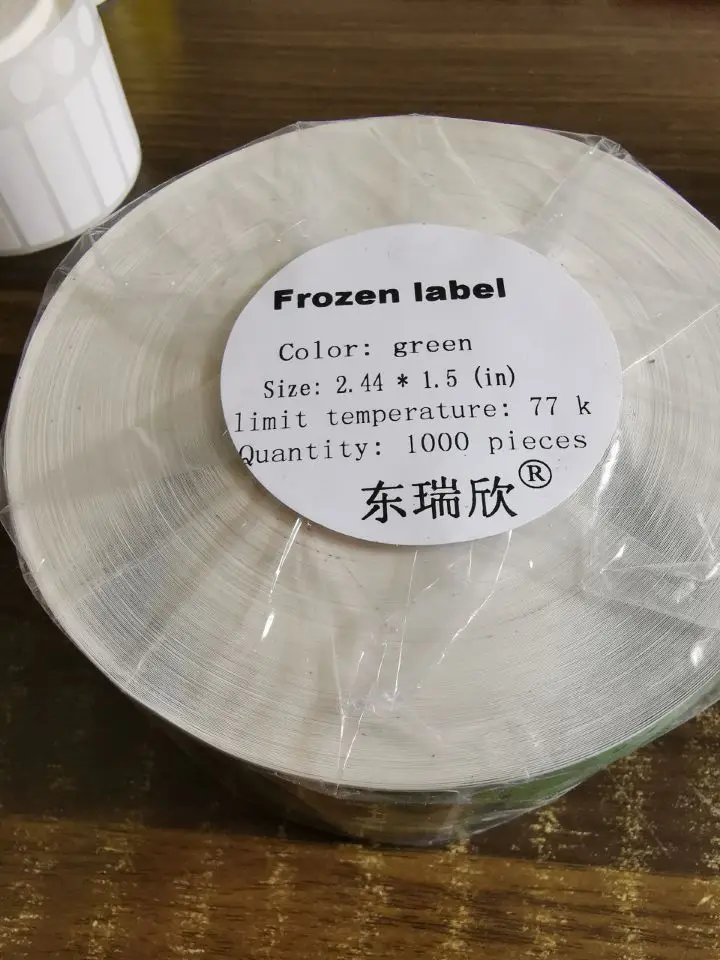 Frozen label
Color: green
Size: 2.44 * 1.5 (in)
limit temperature: 77 k
Quantity: 1000 pieces
东瑞欣®